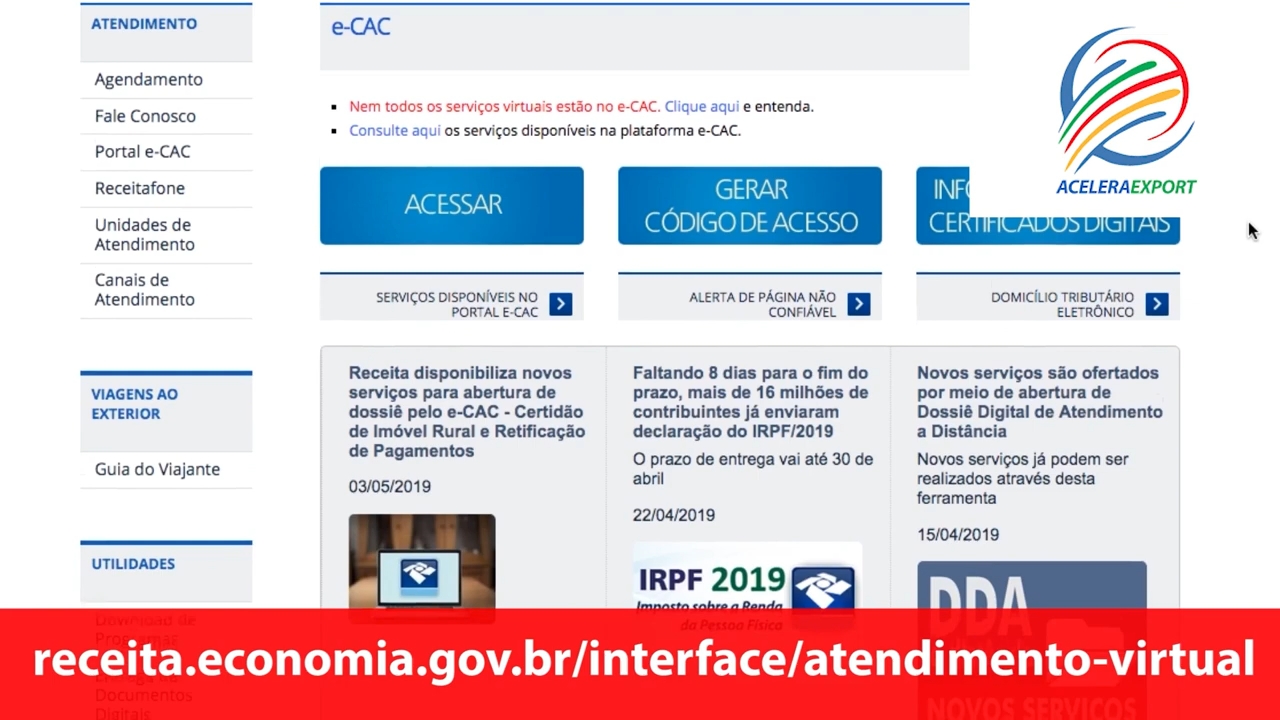 ATENDIMENTO
Agendamento
Fale Conosco
Portal e-CAC
Receitafone
Unidades de
Atendimento
Canais de
Atendimento
VIAGENS AO
EXTERIOR
Guia do Viajante
UTILIDADES
Download de
Programas
Documentos
Digitais
e-CAC
Nem todos os serviços virtuais estão no e-CAC. Clique aqui e entenda.
Consulte aqui os serviços disponíveis na plataforma e-CAC.
ACESSAR
GERAR
CÓDIGO DE ACESSO
CERTIFICADOS DIGITAIS
ACELERAEXPORT
SERVIÇOS DISPONÍVEIS NO
PORTAL E-CAC
ALERTA DE PÁGINA NÃO
CONFIÁVEL
DOMICÍLIO TRIBUTÁRIO
ELETRÔNICO
Receita disponibiliza novos
serviços para abertura de
dossiê pelo e-CAC - Certidão
de Imóvel Rural e Retificação
de Pagamentos
03/05/2019
Faltando 8 dias para o fim do
prazo, mais de 16 milhões de
contribuintes já enviaram
declaração do IRPF/2019
O prazo de entrega vai até 30 de
abril
22/04/2019
IRPF 2019
Imposto sobre a Renda
da Pessoa Física
Novos serviços são ofertados
por meio de abertura de
Dossiê Digital de Atendimento
a Distância
Novos serviços já podem ser
realizados através desta
ferramenta
15/04/2019
DDA
NOVOS SERVIÇOS
receita.economia.gov.br/interface/atendimento-virtual